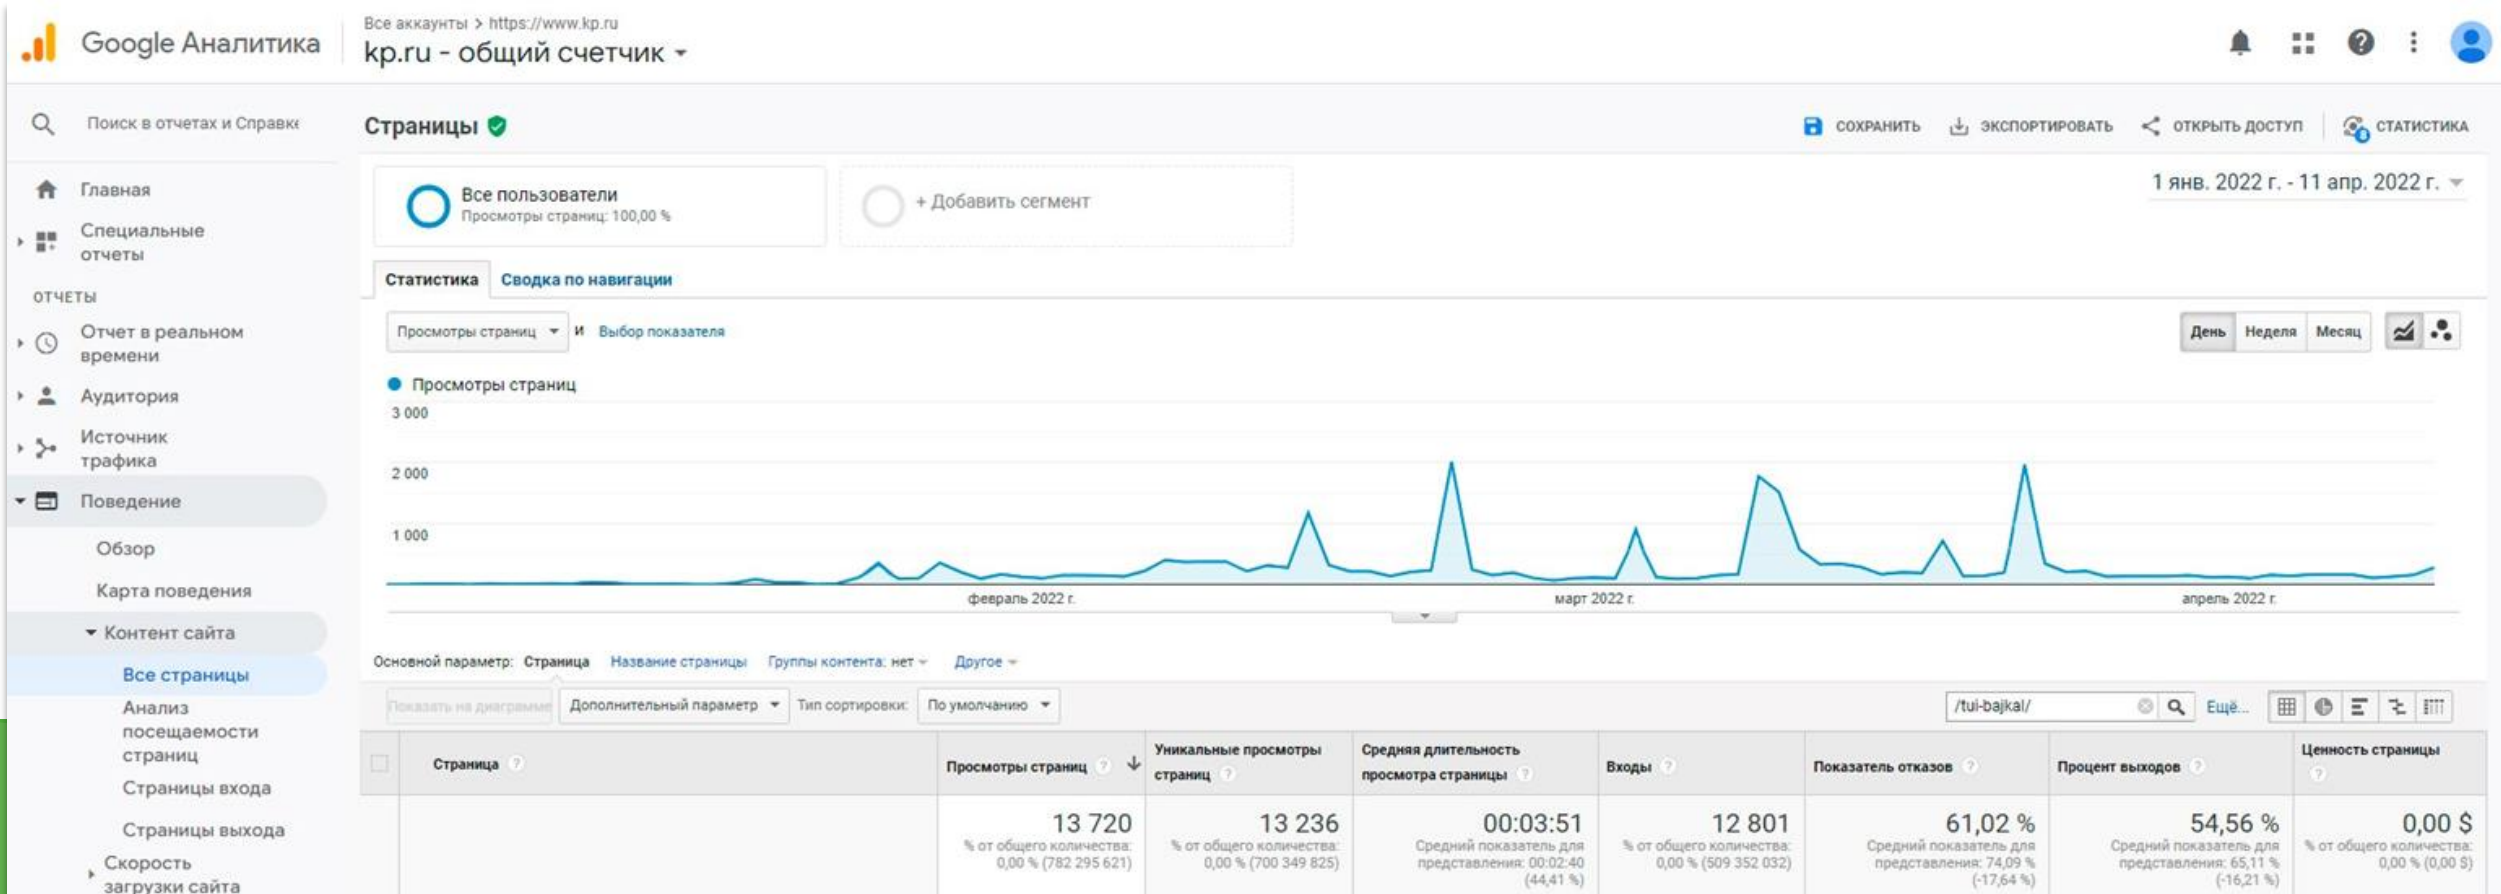 Google Аналитика
Все аккаунты > https://www.kp.ru
kp.ru - общий счетчик
Поиск в отчетах и Справке
Главная
Специальные
отчеты
ОТЧЕТЫ
Отчет в реальном
времени
Аудитория
Источник
трафика
Поведение
Обзор
Карта поведения
Контент сайта
Все страницы
Анализ
посещаемости
страниц
Страницы входа
Страницы выхода
Скорость
загрузки сайта
Страницы
СОХРАНИТЬ
ЭКСПОРТИРОВАТЬ
ОТКРЫТЬ ДОСТУП
СТАТИСТИКА
8
Все пользователи
Просмотры страниц: 100,00 %
+ Добавить сегмент
1 янв. 2022 г. - 11 апр. 2022 г.
Статистика Сводка по навигации
Просмотры страниц и Выбор показателя
День Неделя Месяц
Просмотры страниц
3 000
2 000
1 000
февраль 2022 г. март 2022 г. апрель 2022 г.
Основной параметр: Страница Название страницы Группы контента: нет Другое
Показать на диаграмме Дополнительный параметр Тип сортировки: По умолчанию /tui-bajkal/ Ещё...
Страница ?
Просмотры страниц ?
Уникальные просмотры
страниц ?
Средняя длительность
просмотра страницы ?
Входы ?
Показатель отказов ?
Процент выходов ?
Ценность страницы
?
13 720
% от общего количества:
0,00 % (782 295 621)
13 236
% от общего количества:
0,00 % (700 349 825)
00:03:51
Средний показатель для
представления: 00:02:40
(44,41 %)
12 801
% от общего количества:
0,00 % (509 352 032)
61,02 %
Средний показатель для
представления: 74,09 %
(-17,64 %)
54,56 %
Средний показатель для
представления: 65,11 %
(-16,21 %)
0,00 $
% от общего количества:
0,00 % (0,00 $)